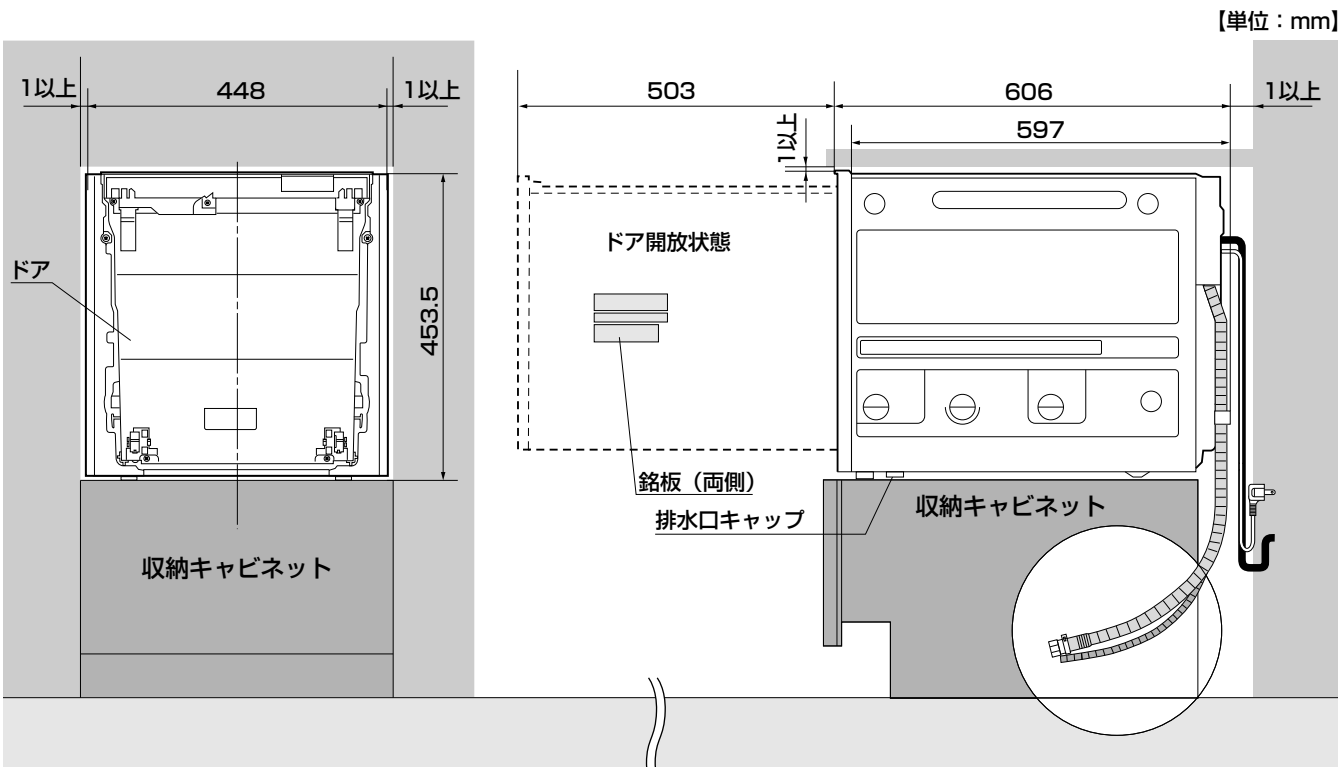 【単位：mm】
1以上
448
1以上
503
606
1以上
597
1以上
ドア開放状態
ドア
453.5
銘板（両側）
排水口キャップ
収納キャビネット
収納キャビネット